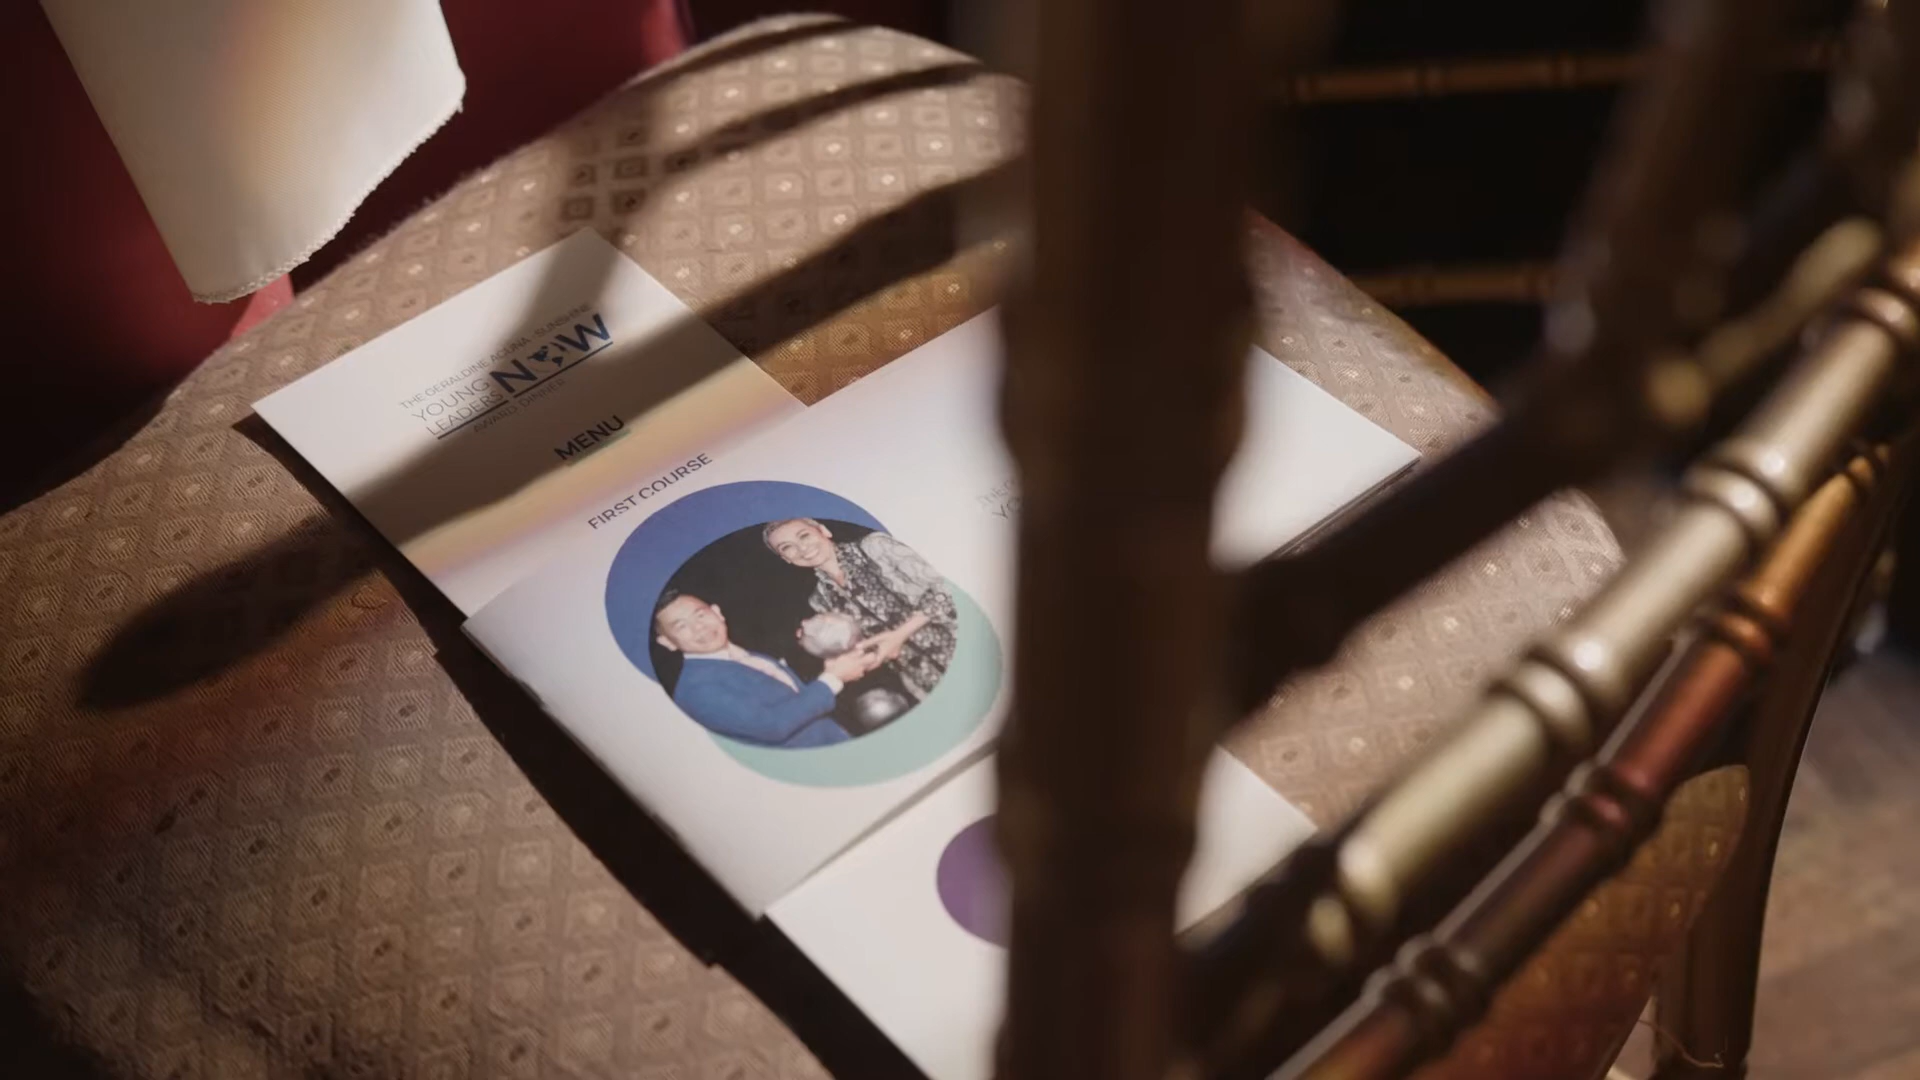 THE GERALDINE ACUÑA-SUNSHINE
YOUNG
LEADERS NOW
AWARDS DINNER
MENU
FIRST COURSE